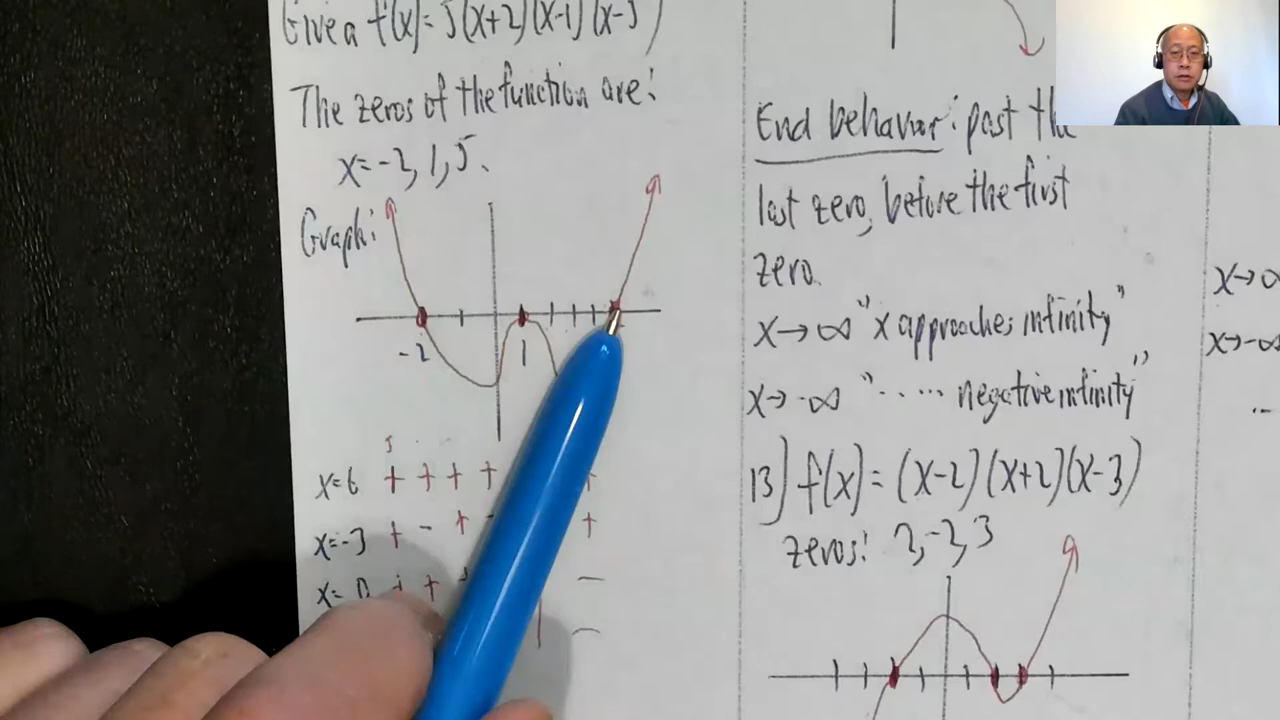 Given f(x)= 5(x+2)(x-1)(x-5)
The zeros of the function are:
x=-2, 1, 5.
Graph:
-2
1
5
x=6 + + + + +
x=-3 + - + +
x=0 + + -
End behavior: past the
last zero, before the first
zero.
x→∞ "x approaches infinity"
x→-∞ "..... negative infinity"
13) f(x)= (x-2)(x+2)(x-3)
zeros: 2, -2, 3
x→∞
x→-∞
...